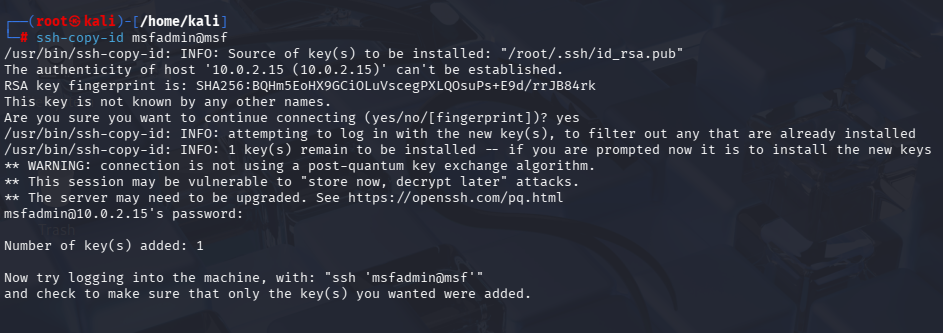 ┌──(root㉿kali)-[/home/kali]
└─# ssh-copy-id msfadmin@msf
/usr/bin/ssh-copy-id: INFO: Source of key(s) to be installed: "/root/.ssh/id_rsa.pub"
The authenticity of host '10.0.2.15 (10.0.2.15)' can't be established.
RSA key fingerprint is: SHA256:BQHm5EoHX9GCiOLuVscegPXLQOsuPs+E9d/rrJB84rk
This key is not known by any other names.
Are you sure you want to continue connecting (yes/no/[fingerprint])? yes
/usr/bin/ssh-copy-id: INFO: attempting to log in with the new key(s), to filter out any that are already installed
/usr/bin/ssh-copy-id: INFO: 1 key(s) remain to be installed -- if you are prompted now it is to install the new keys
** WARNING: connection is not using a post-quantum key exchange algorithm.
** This session may be vulnerable to "store now, decrypt later" attacks.
** The server may need to be upgraded. See https://openssh.com/pq.html
msfadmin@10.0.2.15's password:
Trash
Number of key(s) added: 1
Now try logging into the machine, with: "ssh 'msfadmin@msf'"
and check to make sure that only the key(s) you wanted were added.